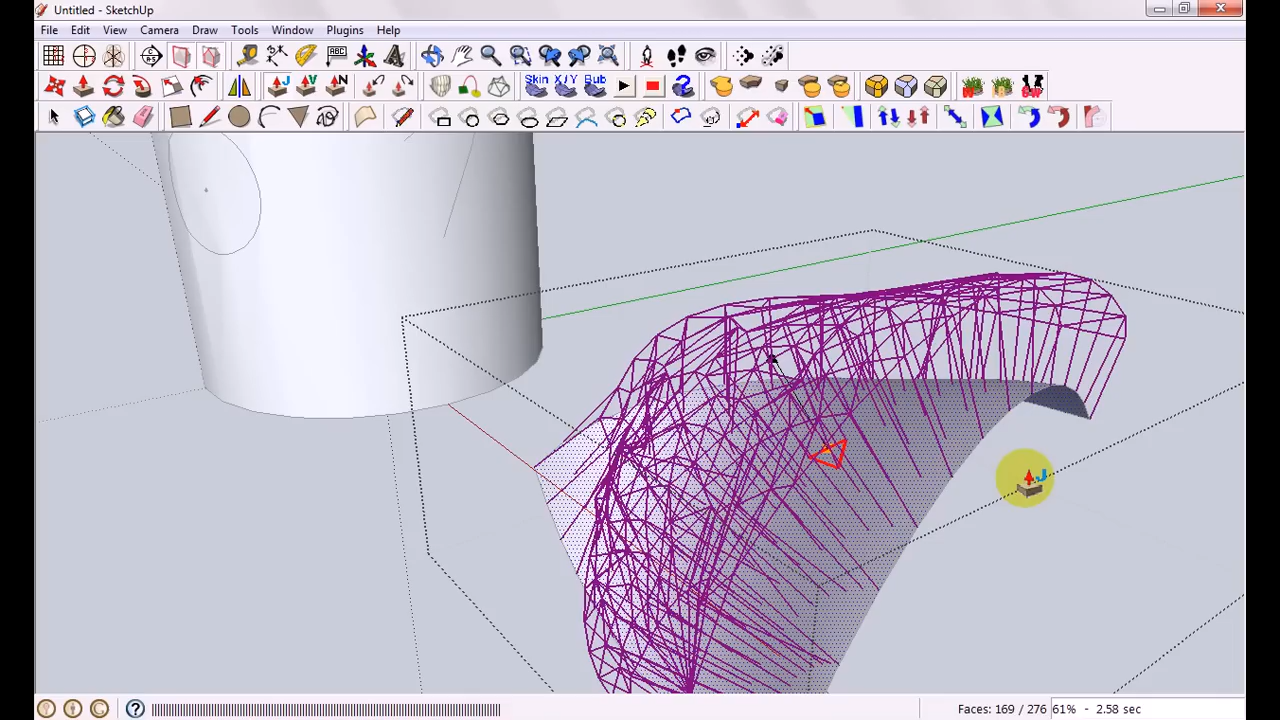 Untitled - SketchUp
File Edit View Camera Draw Tools Window Plugins Help
ABC A
J V N Skin X/Y Bub
J
Faces: 169 / 276 61% - 2.58 sec